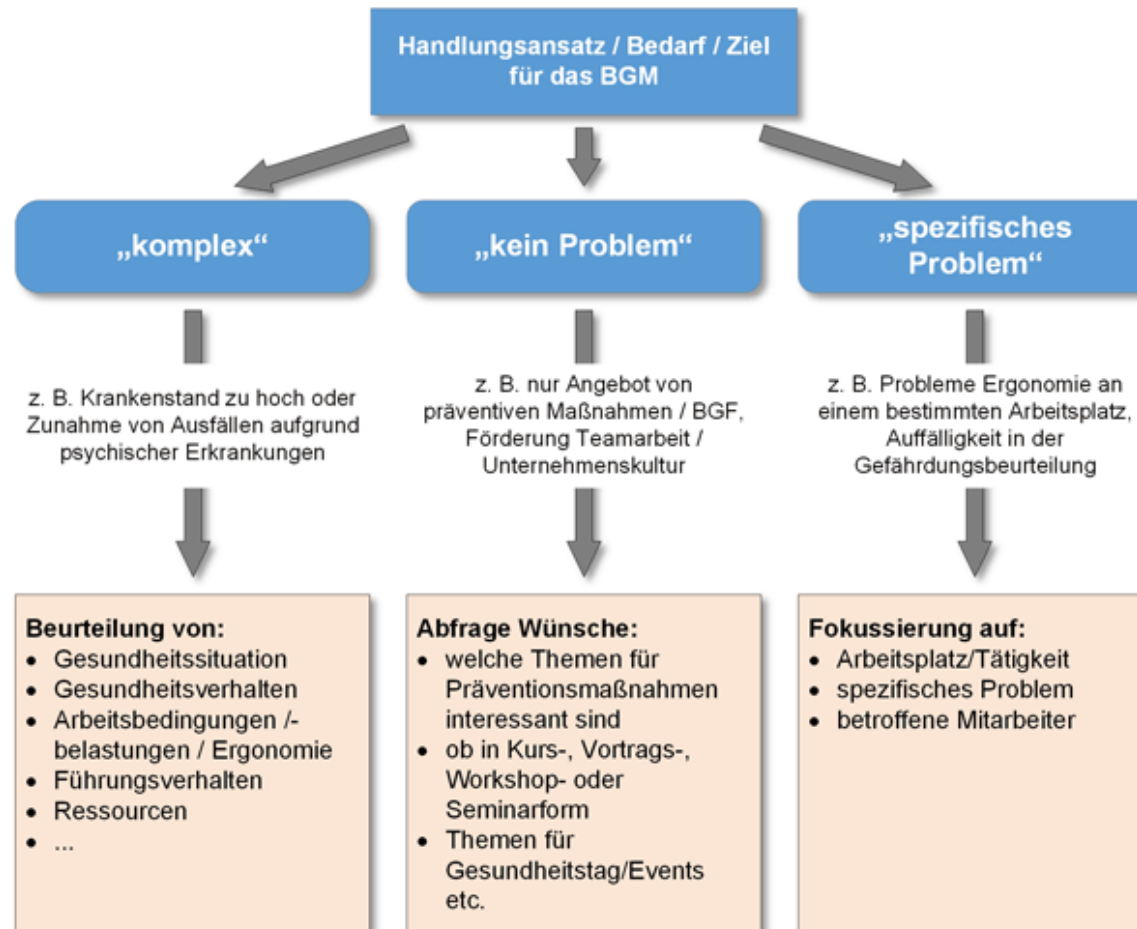 Handlungsansatz / Bedarf / Ziel
für das BGM
„komplex“
„kein Problem“
„spezifisches
Problem“
z. B. Krankenstand zu hoch oder
Zunahme von Ausfällen aufgrund
psychischer Erkrankungen
z. B. nur Angebot von
präventiven Maßnahmen / BGF,
Förderung Teamarbeit /
Unternehmenskultur
z. B. Probleme Ergonomie an
einem bestimmten Arbeitsplatz,
Auffälligkeit in der
Gefährdungsbeurteilung
Beurteilung von:
• Gesundheitssituation
• Gesundheitsverhalten
• Arbeitsbedingungen /-
belastungen / Ergonomie
• Führungsverhalten
• Ressourcen
• ...
Abfrage Wünsche:
• welche Themen für
Präventionsmaßnahmen
interessant sind
• ob in Kurs-, Vortrags-,
Workshop- oder
Seminarform
• Themen für
Gesundheitstag/Events
etc.
Fokussierung auf:
• Arbeitsplatz/Tätigkeit
• spezifisches Problem
• betroffene Mitarbeiter